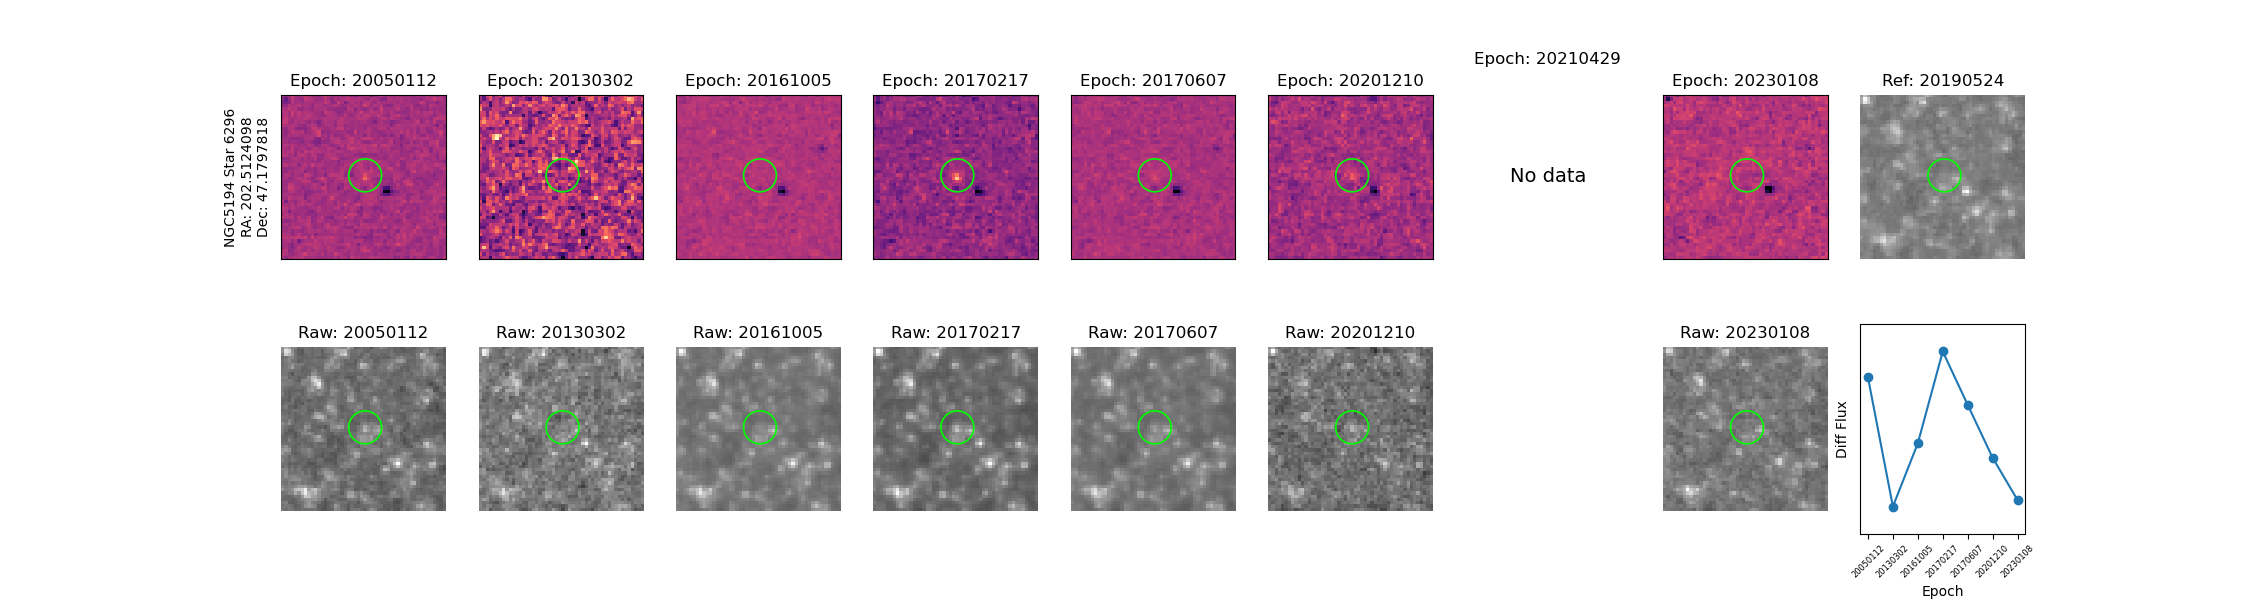 Epoch: 20050112
Epoch: 20130302
Epoch: 20161005
Epoch: 20170217
Epoch: 20170607
Epoch: 20201210
Epoch: 20210429
Epoch: 20230108
Ref: 20190524
NGC5194 Star 6296
RA: 202.5124098
Dec: 47.1797818
No data
Raw: 20050112
Raw: 20130302
Raw: 20161005
Raw: 20170217
Raw: 20170607
Raw: 20201210
Raw: 20230108
Diff Flux
20050112
20130302
20161005
20170217
20170607
20201210
20230108
Epoch